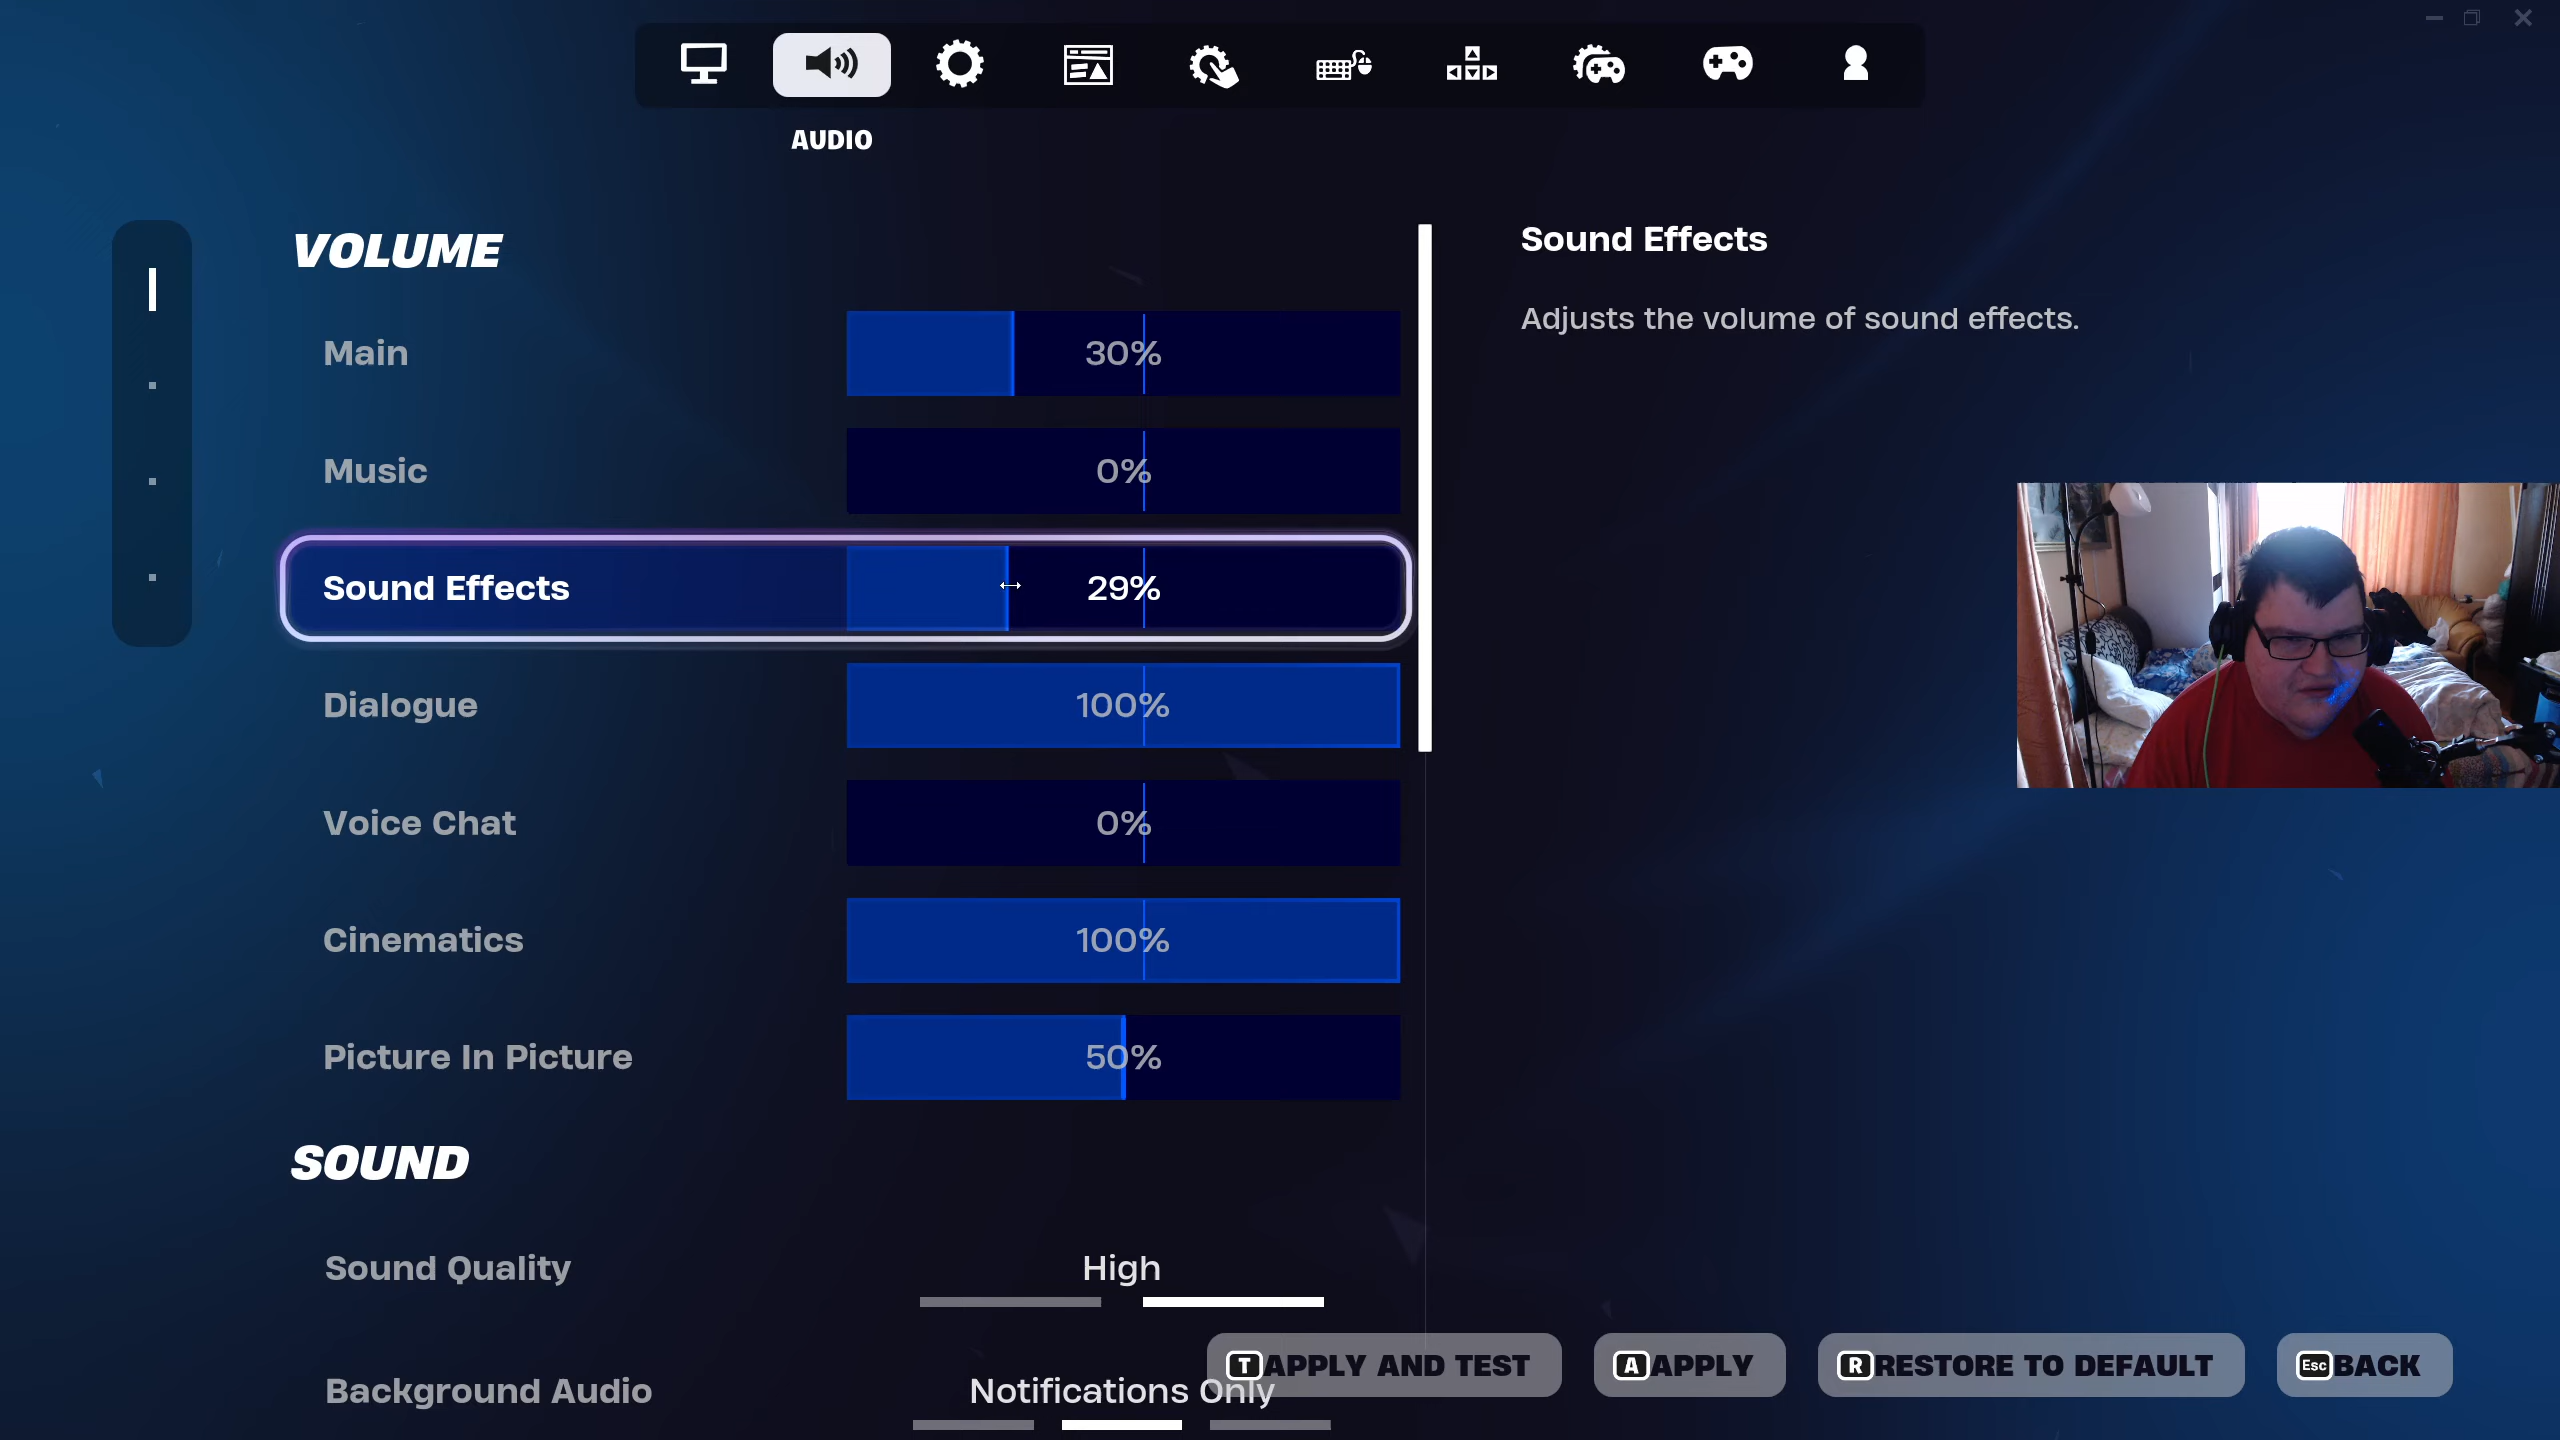 AUDIO
VOLUME
Sound Effects
Adjusts the volume of sound effects.
Main 30%
Music 0%
Sound Effects 29%
Dialogue 100%
Voice Chat 0%
Cinematics 100%
Picture In Picture 50%
SOUND
Sound Quality High
Background Audio Notifications Only
T APPLY AND TEST A APPLY R RESTORE TO DEFAULT Esc BACK